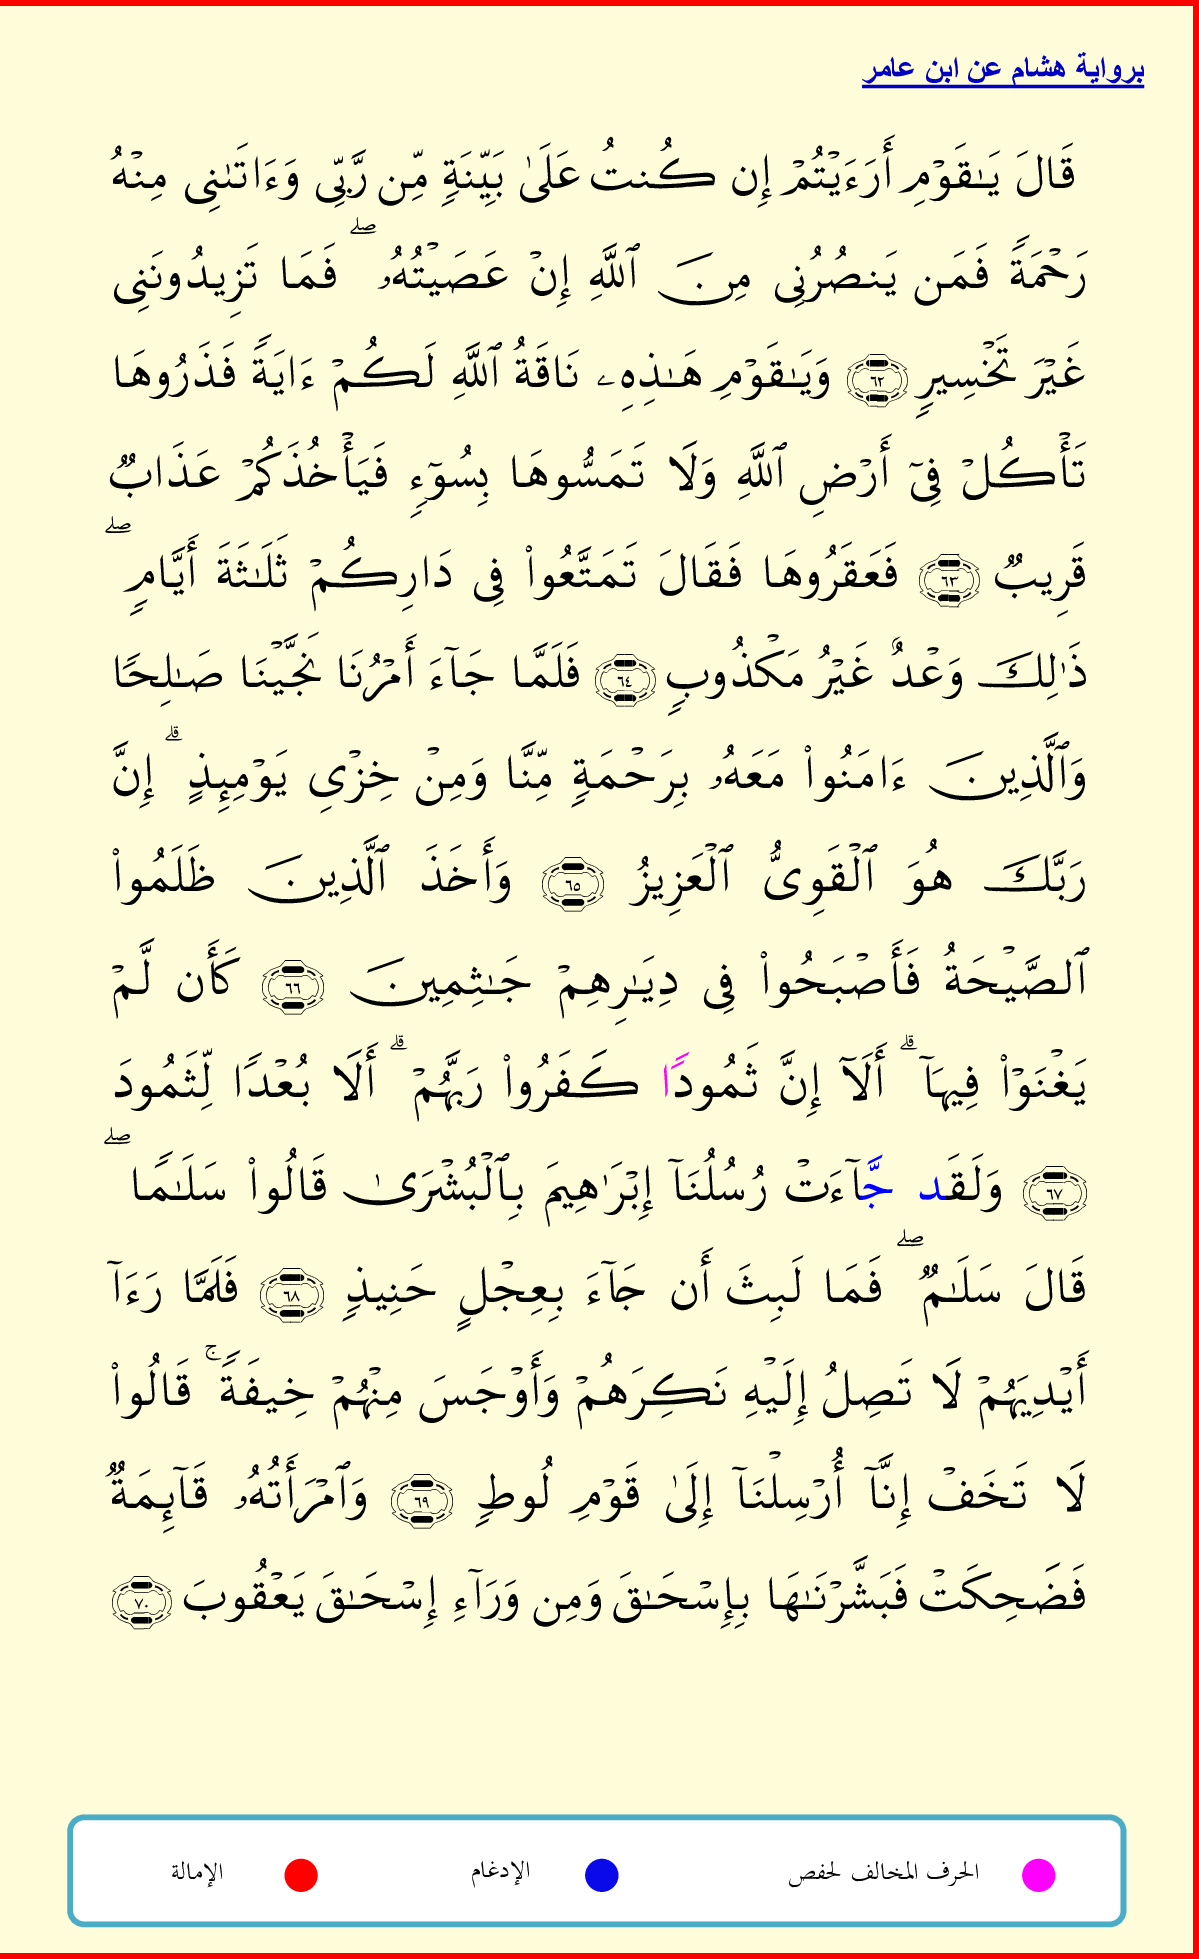 برواية هشام عن ابن عامر
قَالَ يَـٰقَوۡمِ أَرَءَيۡتُمۡ إِن كُنتُ عَلَىٰ بَيِّنَةٖ مِّن رَّبِّي وَءَاتَىٰنِي مِنۡهُ
رَحۡمَةٗ فَمَن يَنصُرُنِي مِنَ ٱللَّهِ إِنۡ عَصَيۡتُهُۥۖ فَمَا تَزِيدُونَنِي
غَيۡرَ تَخۡسِيرٖ ٦٢ وَيَـٰقَوۡمِ هَـٰذِهِۦ نَاقَةُ ٱللَّهِ لَكُمۡ ءَايَةٗ فَذَرُوهَا
تَأۡكُلۡ فِيٓ أَرۡضِ ٱللَّهِ وَلَا تَمَسُّوهَا بِسُوٓءٖ فَيَأۡخُذَكُمۡ عَذَابٞ
قَرِيبٞ ٦٣ فَعَقَرُوهَا فَقَالَ تَمَتَّعُواْ فِي دَارِكُمۡ ثَلَـٰثَةَ أَيَّامٖۖ
ذَٰلِكَ وَعۡدٌ غَيۡرُ مَكۡذُوبٖ ٦٤ فَلَمَّا جَآءَ أَمۡرُنَا نَجَّيۡنَا صَـٰلِحٗا
وَٱلَّذِينَ ءَامَنُواْ مَعَهُۥ بِرَحۡمَةٖ مِّنَّا وَمِنۡ خِزۡيِ يَوۡمِئِذٍۗ إِنَّ
رَبَّكَ هُوَ ٱلۡقَوِيُّ ٱلۡعَزِيزُ ٦٥ وَأَخَذَ ٱلَّذِينَ ظَلَمُواْ
ٱلصَّيۡحَةُ فَأَصۡبَحُواْ فِي دِيَـٰرِهِمۡ جَـٰثِمِينَ ٦٦ كَأَن لَّمۡ
يَغۡنَوۡاْ فِيهَآۗ أَلَآ إِنَّ ثَمُودٗا كَفَرُواْ رَبَّهُمۡۗ أَلَا بُعۡدٗا لِّثَمُودَ
٦٧ وَلَقَد جَّآءَتۡ رُسُلُنَآ إِبۡرَٰهِيمَ بِٱلۡبُشۡرَىٰ قَالُواْ سَلَـٰمٗاۖ
قَالَ سَلَـٰمٞۖ فَمَا لَبِثَ أَن جَآءَ بِعِجۡلٍ حَنِيذٖ ٦٨ فَلَمَّا رَءَآ
أَيۡدِيَهُمۡ لَا تَصِلُ إِلَيۡهِ نَكِرَهُمۡ وَأَوۡجَسَ مِنۡهُمۡ خِيفَةٗۚ قَالُواْ
لَا تَخَفۡ إِنَّآ أُرۡسِلۡنَآ إِلَىٰ قَوۡمِ لُوطٖ ٦٩ وَٱمۡرَأَتُهُۥ قَآئِمَةٞ
فَضَحِكَتۡ فَبَشَّرۡنَـٰهَا بِإِسۡحَـٰقَ وَمِن وَرَآءِ إِسۡحَـٰقَ يَعۡقُوبَ ٧٠
الحرف المخالف لحفص الإدغام الإمالة